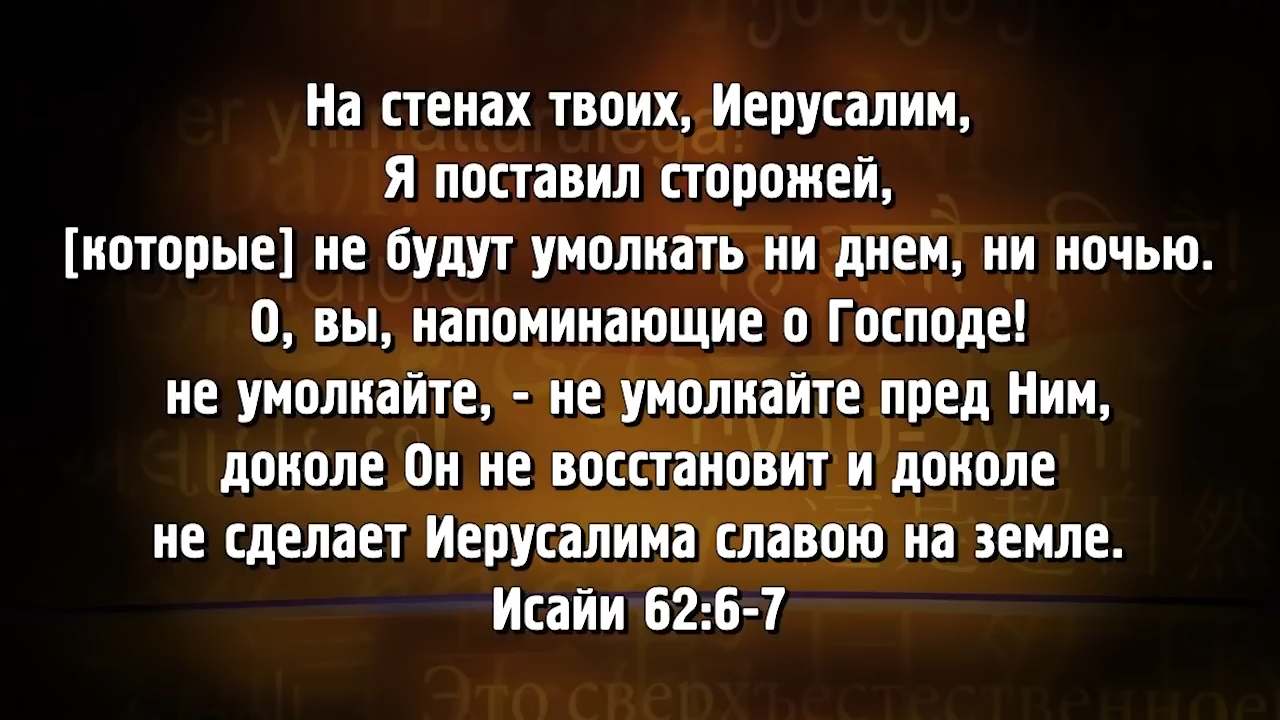 На стенах твоих, Иерусалим,
Я поставил сторожей,
[которые] не будут умолкать ни днем, ни ночью.
О, вы, напоминающие о Господе!
не умолкайте, - не умолкайте пред Ним,
доколе Он не восстановит и доколе
не сделает Иерусалима славою на земле.
Исайи 62:6-7
Это сверхъестественное